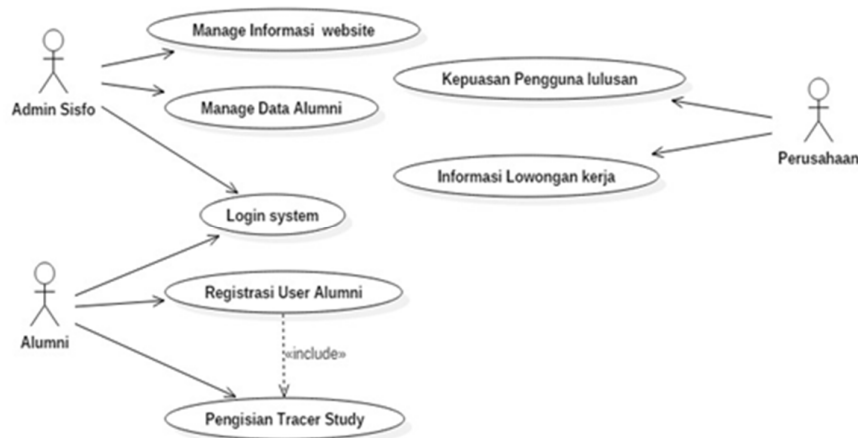 Manage Informasi website
Kepuasan Pengguna lulusan
Admin Sisfo
Manage Data Alumni
Perusahaan
Informasi Lowongan kerja
Login system
Registrasi User Alumni
Alumni
«include»
Pengisian Tracer Study